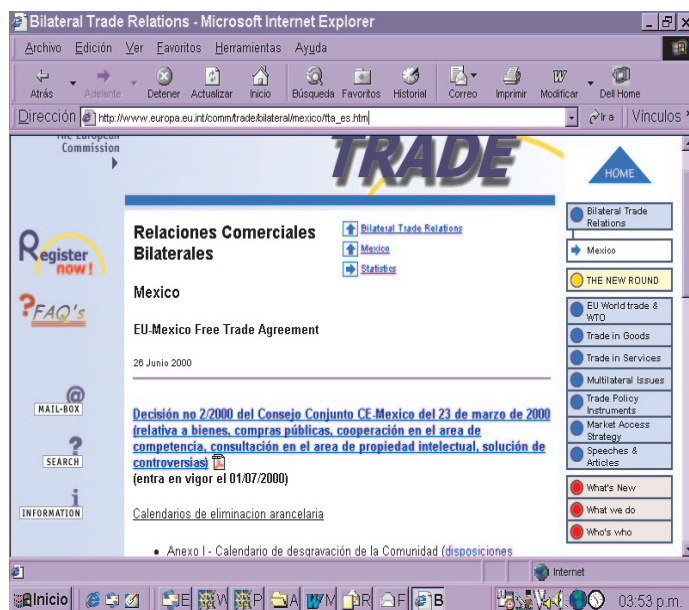 Bilateral Trade Relations - Microsoft Internet Explorer
Archivo Edición Ver Favoritos Herramientas Ayuda
Atrás Adelante Detener Actualizar Inicio Búsqueda Favoritos Historial Correo Imprimir Modificar Dell Home
Dirección http://www.europa.eu.int/comm/trade/bilateral/mexico/fta_es.htm Ir a Vínculos
The European
Commission
TRADE
HOME
Register
now!
?FAQ's
@
MAIL-BOX
?
SEARCH
i
INFORMATION
Relaciones Comerciales
Bilaterales
Bilateral Trade Relations
Mexico
Statistics
Mexico
EU-Mexico Free Trade Agreement
26 Junio 2000
Decisión no 2/2000 del Consejo Conjunto CE-Mexico del 23 de marzo de 2000
(relativa a bienes, compras públicas, cooperación en el area de
competencia, consultación en el area de propiedad intelectual, solución de
controversias)
(entra en vigor el 01/07/2000)
Calendarios de eliminacion arancelaria
• Anexo I - Calendario de desgravación de la Comunidad (disposiciones
Bilateral Trade
Relations
Mexico
THE NEW ROUND
EU World trade &
WTO
Trade in Goods
Trade in Services
Multilateral Issues
Trade Policy
Instruments
Market Access
Strategy
Speeches &
Articles
What's New
What we do
Who's who
Internet
Inicio E W P A W M R F B 03:53 p.m.